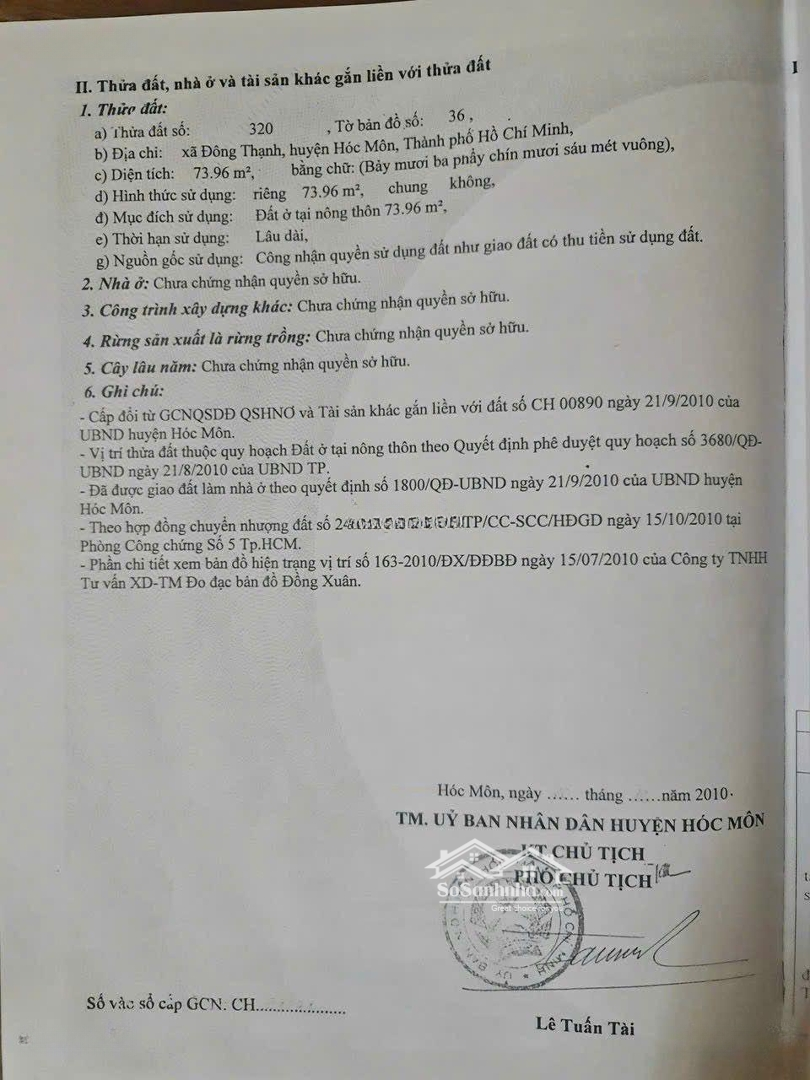 II. Thửa đất, nhà ở và tài sản khác gắn liền với thửa đất
1. Thửa đất:
a) Thửa đất số: 320 , Tờ bản đồ số: 36 ,
b) Địa chỉ: xã Đông Thạnh, huyện Hóc Môn, Thành phố Hồ Chí Minh,
c) Diện tích: 73.96 m², bằng chữ: (Bảy mươi ba phẩy chín mươi sáu mét vuông),
d) Hình thức sử dụng: riêng 73.96 m², chung không,
đ) Mục đích sử dụng: Đất ở tại nông thôn 73.96 m²,
e) Thời hạn sử dụng: Lâu dài,
g) Nguồn gốc sử dụng: Công nhận quyền sử dụng đất như giao đất có thu tiền sử dụng đất.
2. Nhà ở: Chưa chứng nhận quyền sở hữu.
3. Công trình xây dựng khác: Chưa chứng nhận quyền sở hữu.
4. Rừng sản xuất là rừng trồng: Chưa chứng nhận quyền sở hữu.
5. Cây lâu năm: Chưa chứng nhận quyền sở hữu.
6. Ghi chú:
- Cấp đổi từ GCNQSDĐ QSHNƠ và Tài sản khác gắn liền với đất số CH 00890 ngày 21/9/2010 của
UBND huyện Hóc Môn.
- Vị trí thửa đất thuộc quy hoạch Đất ở tại nông thôn theo Quyết định phê duyệt quy hoạch số 3680/QĐ-
UBND ngày 21/8/2010 của UBND TP.
- Đã được giao đất làm nhà ở theo quyết định số 1800/QĐ-UBND ngày 21/9/2010 của UBND huyện
Hóc Môn.
- Theo hợp đồng chuyển nhượng đất số TP/CC-SCC/HĐGD ngày 15/10/2010 tại
Phòng Công chứng Số 5 Tp.HCM.
- Phần chi tiết xem bản đồ hiện trạng vị trí số 163-2010/ĐX/ĐĐBĐ ngày 15/07/2010 của Công ty TNHH
Tư vấn XD-TM Đo đạc bản đồ Đồng Xuân.
Hóc Môn, ngày ...... tháng ......năm 2010.
TM. UỶ BAN NHÂN DÂN HUYỆN HÓC MÔN
KT CHỦ TỊCH
PHÓ CHỦ TỊCH
SoSanhnha.com
Great choice for you
Số vào sổ cấp GCN. CH....................
Lê Tuấn Tài